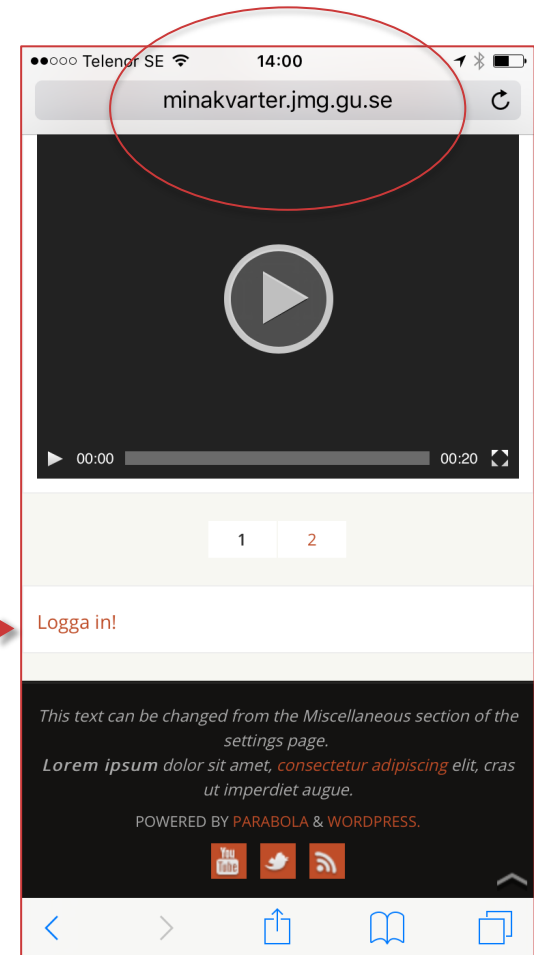 Telenor SE 14:00
minakvarter.jmg.gu.se
00:00 00:20
1 2
Logga in!
This text can be changed from the Miscellaneous section of the
settings page.
Lorem ipsum dolor sit amet, consectetur adipiscing elit, cras
ut imperdiet augue.
POWERED BY PARABOLA & WORDPRESS.
You
Tube